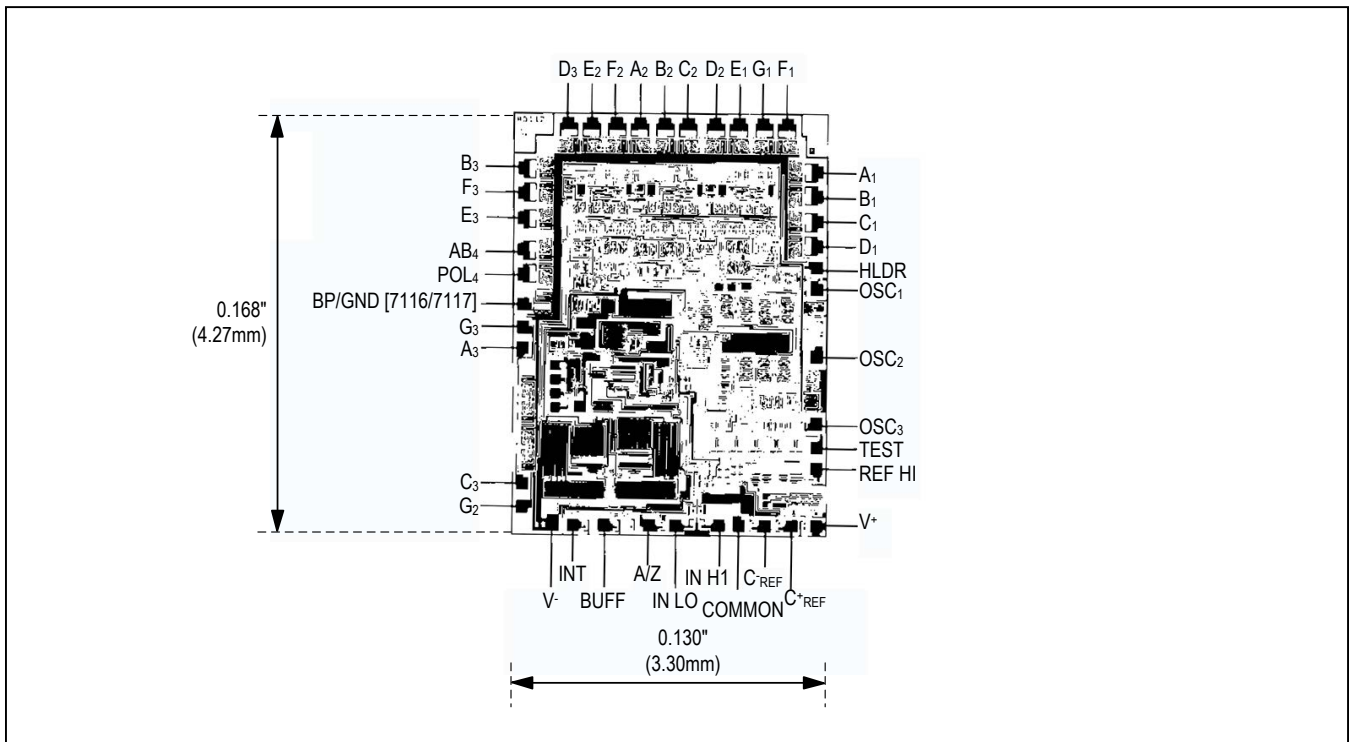 D₃ E₂ F₂ A₂ B₂ C₂ D₂ E₁ G₁ F₁
B₃
F₃
E₃
AB₄
POL₄
BP/GND [7116/7117]
G₃
A₃
C₃
G₂
0.168"
(4.27mm)
A₁
B₁
C₁
D₁
HLDR
OSC₁
OSC₂
OSC₃
TEST
REF HI
V⁺
V⁻
INT
BUFF
A/Z
IN LO
IN H1
COMMON
C⁻REF
C⁺REF
0.130"
(3.30mm)